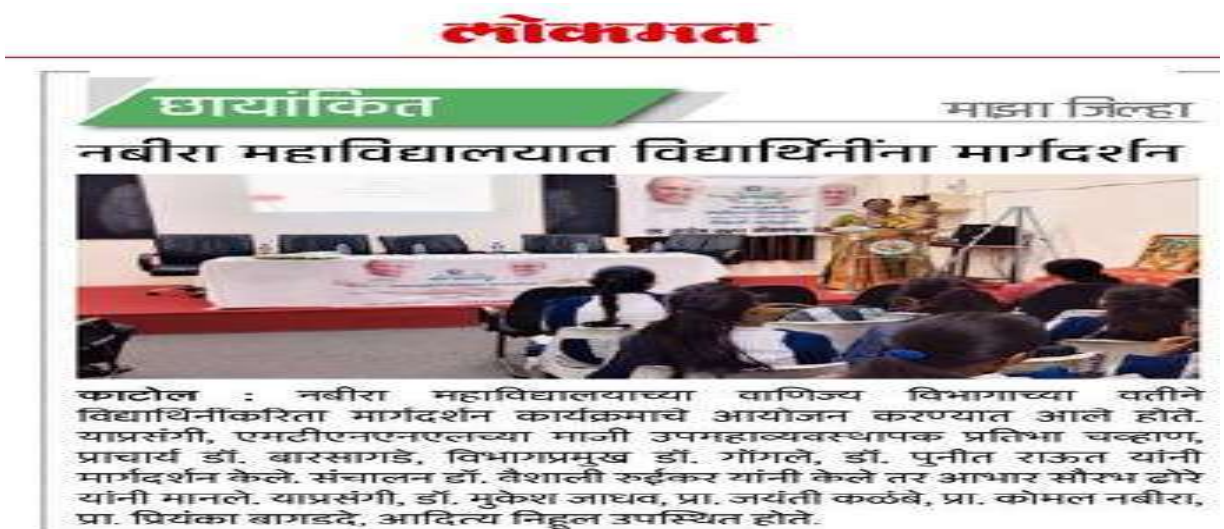 लोकमत
छायांकित
माझा जिल्हा
नबीरा महाविद्यालयात विद्यार्थिनींना मार्गदर्शन
काटोल : नबीरा महाविद्यालयाच्या वाणिज्य विभागाच्या वतीने
विद्यार्थिनींकरिता मार्गदर्शन कार्यक्रमाचे आयोजन करण्यात आले होते.
याप्रसंगी, एमटीएनएनएलच्या माजी उपमहाव्यवस्थापक प्रतिभा चव्हाण,
प्राचार्य डॉ. बारसागडे, विभागप्रमुख डॉ. गोंगले, डॉ. पुनीत राऊत यांनी
मार्गदर्शन केले. संचालन डॉ. वैशाली रुईकर यांनी केले तर आभार सौरभ ढोरे
यांनी मानले. याप्रसंगी, डॉ. मुकेश जाधव, प्रा. जयंती कळंबे, प्रा. कोमल नबीरा,
प्रा. प्रियंका बागडदे, आदित्य निहूल उपस्थित होते.